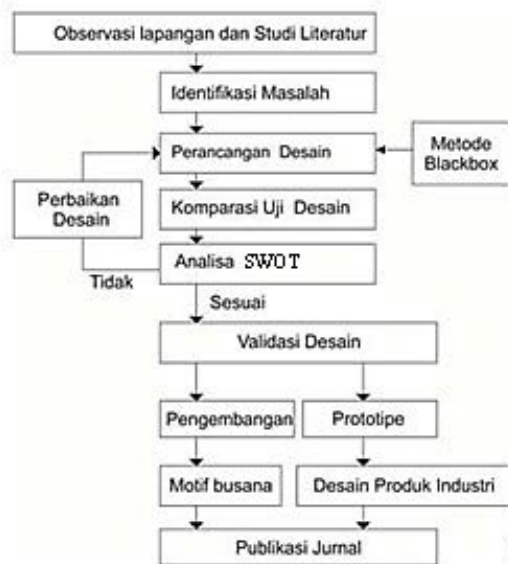 Observasi lapangan dan Studi Literatur
Identifikasi Masalah
Perancangan Desain
Metode
Blackbox
Perbaikan
Desain
Komparasi Uji Desain
Analisa SWOT
Tidak
Sesuai
Validasi Desain
Pengembangan
Prototipe
Motif busana
Desain Produk Industri
Publikasi Jurnal